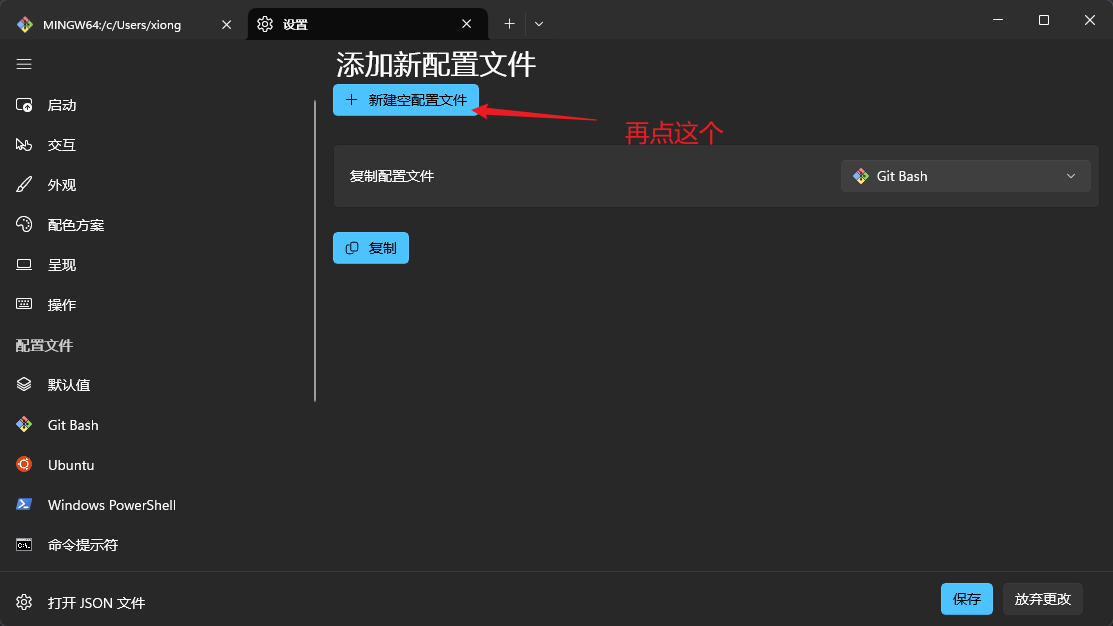 MINGW64:/c/Users/xiong
设置
添加新配置文件
新建空配置文件
再点这个
复制配置文件
Git Bash
复制
启动
交互
外观
配色方案
呈现
操作
配置文件
默认值
Git Bash
Ubuntu
Windows PowerShell
命令提示符
打开 JSON 文件
保存
放弃更改